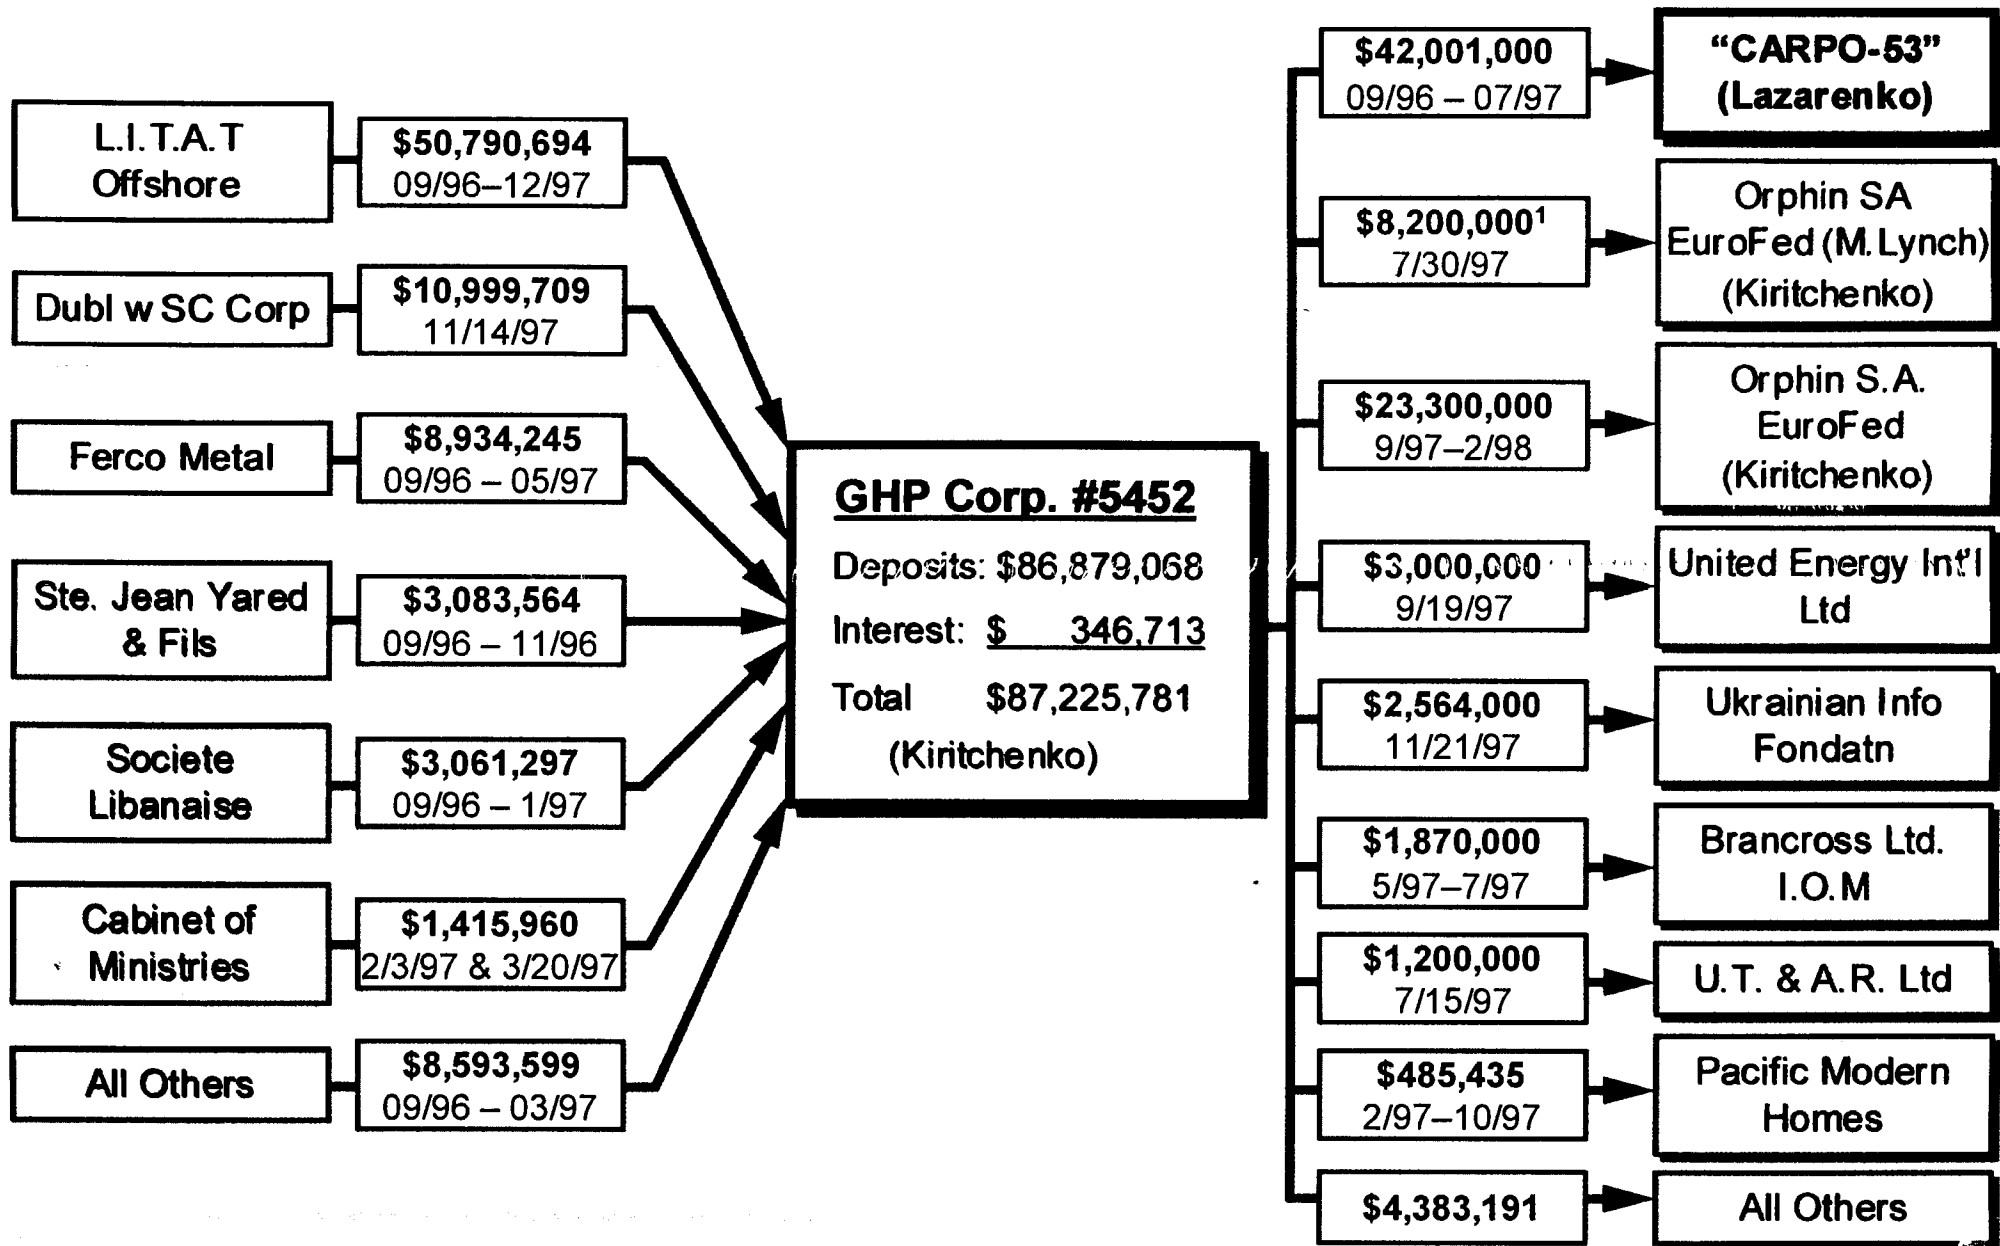 L.I.T.A.T
Offshore
$50,790,694
09/96–12/97
Dubl w SC Corp
$10,999,709
11/14/97
Ferco Metal
$8,934,245
09/96 – 05/97
Ste. Jean Yared
& Fils
$3,083,564
09/96 – 11/96
Societe
Libanaise
$3,061,297
09/96 – 1/97
Cabinet of
Ministries
$1,415,960
2/3/97 & 3/20/97
All Others
$8,593,599
09/96 – 03/97
GHP Corp. #5452
Deposits: $86,879,068
Interest: $ 346,713
Total $87,225,781
(Kiritchenko)
$42,001,000
09/96 – 07/97
“CARPO-53”
(Lazarenko)
$8,200,000¹
7/30/97
Orphin SA
EuroFed (M.Lynch)
(Kiritchenko)
$23,300,000
9/97–2/98
Orphin S.A.
EuroFed
(Kiritchenko)
$3,000,000
9/19/97
United Energy Int'l
Ltd
$2,564,000
11/21/97
Ukrainian Info
Fondatn
$1,870,000
5/97–7/97
Brancross Ltd.
I.O.M
$1,200,000
7/15/97
U.T. & A.R. Ltd
$485,435
2/97–10/97
Pacific Modern
Homes
$4,383,191
All Others